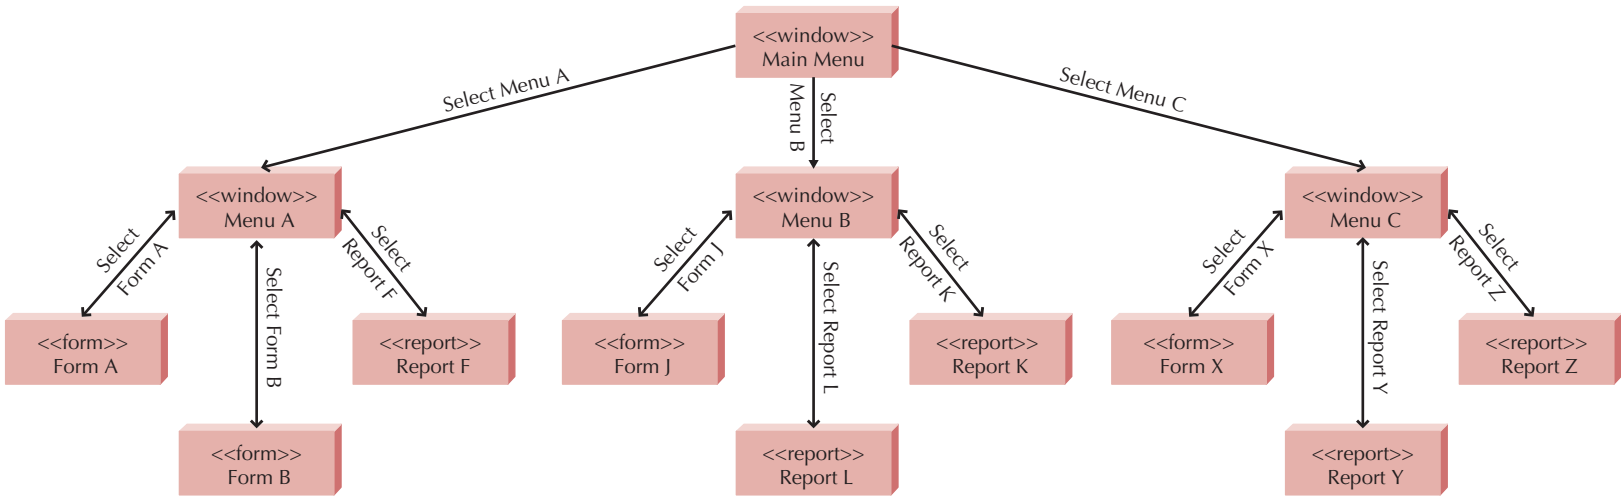 <<window>>
Main Menu
Select Menu A
Select
Menu B
Select Menu C
<<window>>
Menu A
<<window>>
Menu B
<<window>>
Menu C
Select
Form A
Select Form B
Select
Report F
Select
Form J
Select Report L
Select
Report K
Select
Form X
Select Report Y
Select
Report Z
<<form>>
Form A
<<report>>
Report F
<<form>>
Form J
<<report>>
Report K
<<form>>
Form X
<<report>>
Report Z
<<form>>
Form B
<<report>>
Report L
<<report>>
Report Y